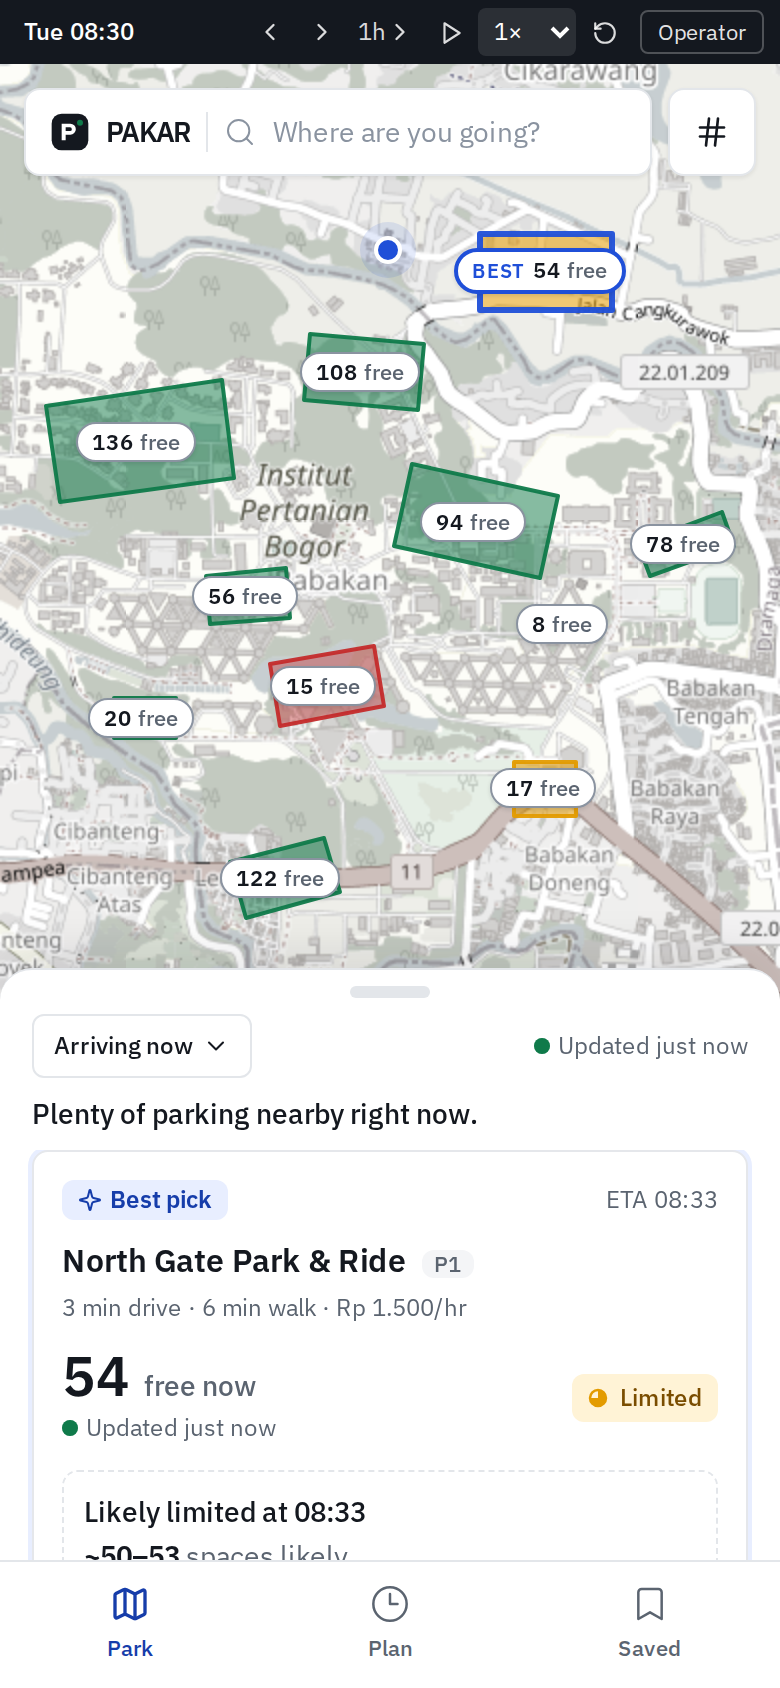 Tue 08:30
1h
1×
Operator
Cikarawang
P
PAKAR
Where are you going?
BEST 54 free
Jalan Cangkurawok
108 free
22.01.209
136 free
Institut
Pertanian
Bogor
94 free
78 free
Babakan
56 free
8 free
15 free
Babakan
Tengah
20 free
17 free
Babakan
Raya
Cibanteng
Babakan
Doneng
11
122 free
Cibanteng
Atas
Arriving now
Updated just now
Plenty of parking nearby right now.
Best pick
ETA 08:33
North Gate Park & Ride P1
3 min drive · 6 min walk · Rp 1.500/hr
54 free now
Limited
Updated just now
Likely limited at 08:33
~50–53 spaces likely
Park
Plan
Saved